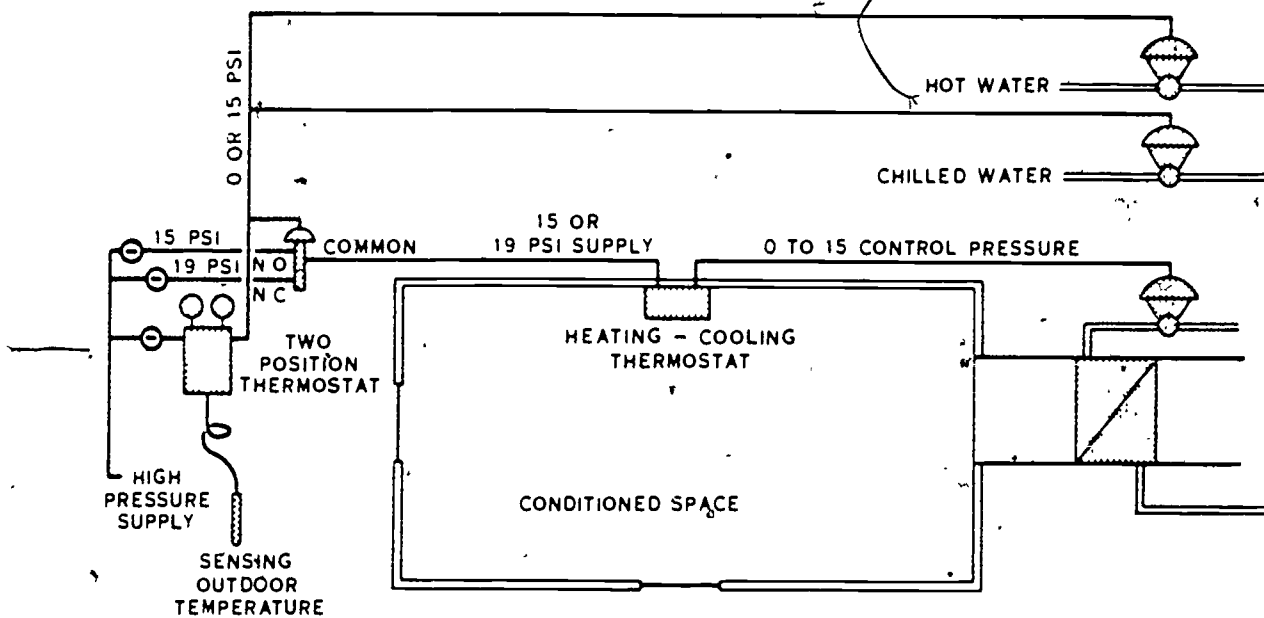 0 OR 15 PSI
HOT WATER
CHILLED WATER
15 PSI
19 PSI
N O
N C
COMMON
15 OR
19 PSI SUPPLY
0 TO 15 CONTROL PRESSURE
TWO
POSITION
THERMOSTAT
HEATING - COOLING
THERMOSTAT
HIGH
PRESSURE
SUPPLY
CONDITIONED SPACE
SENSING
OUTDOOR
TEMPERATURE